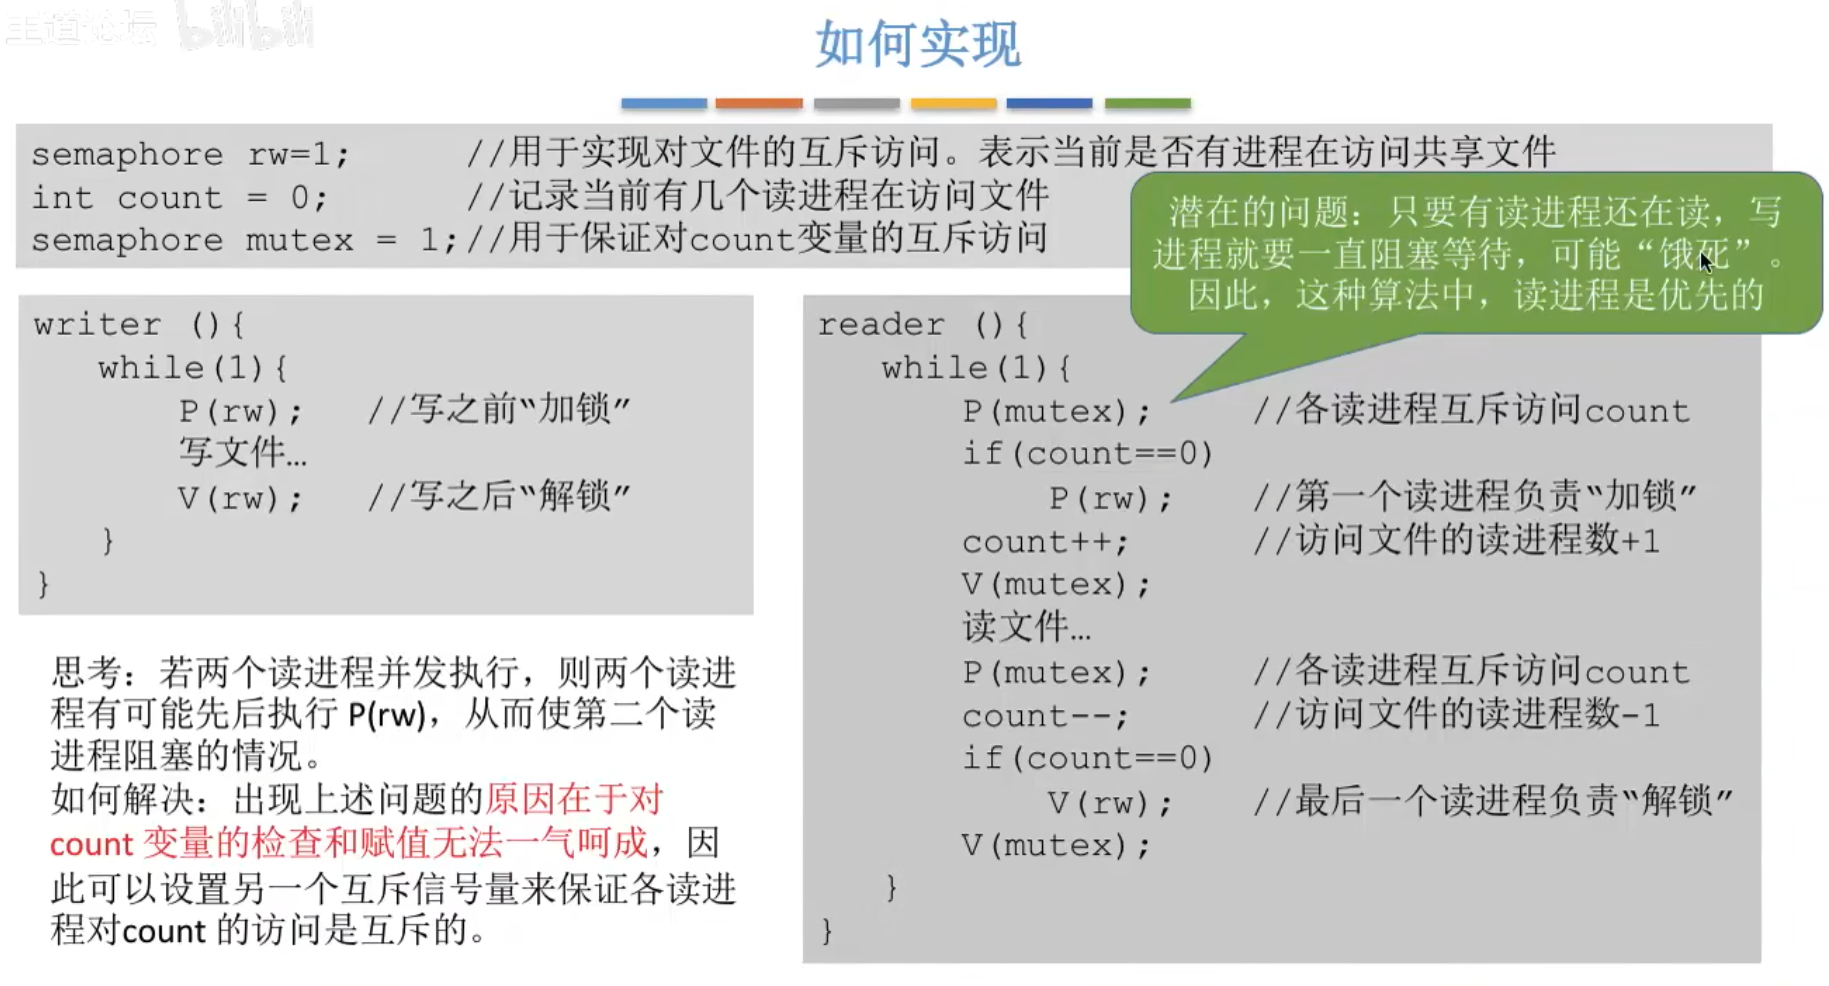 王道论坛 bilibili
如何实现
semaphore rw=1; //用于实现对文件的互斥访问。表示当前是否有进程在访问共享文件
int count = 0; //记录当前有几个读进程在访问文件
semaphore mutex = 1;//用于保证对count变量的互斥访问
潜在的问题：只要有读进程还在读，写
进程就要一直阻塞等待，可能“饿死”。
因此，这种算法中，读进程是优先的
writer (){
while(1){
P(rw); //写之前“加锁”
写文件…
V(rw); //写之后“解锁”
}
}
思考：若两个读进程并发执行，则两个读进
程有可能先后执行 P(rw)，从而使第二个读
进程阻塞的情况。
如何解决：出现上述问题的原因在于对
count 变量的检查和赋值无法一气呵成，因
此可以设置另一个互斥信号量来保证各读进
程对count 的访问是互斥的。
reader (){
while(1){
P(mutex); //各读进程互斥访问count
if(count==0)
P(rw); //第一个读进程负责“加锁”
count++; //访问文件的读进程数+1
V(mutex);
读文件…
P(mutex); //各读进程互斥访问count
count--; //访问文件的读进程数-1
if(count==0)
V(rw); //最后一个读进程负责“解锁”
V(mutex);
}
}